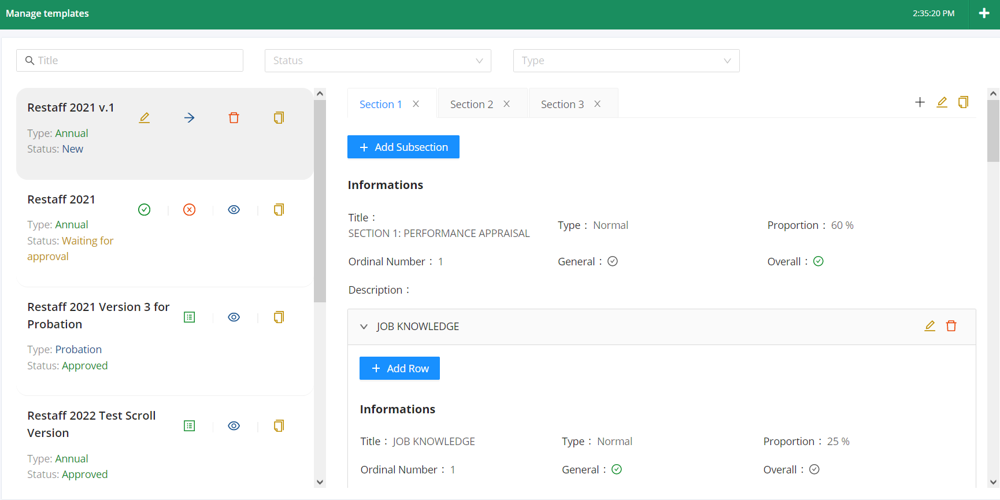 Manage templates
2:35:20 PM
Title
Status
Type
Restaff 2021 v.1
Type: Annual
Status: New
Restaff 2021
Type: Annual
Status: Waiting for
approval
Restaff 2021 Version 3 for
Probation
Type: Probation
Status: Approved
Restaff 2022 Test Scroll
Version
Type: Annual
Status: Approved
Section 1
Section 2
Section 3
Add Subsection
Informations
Title :
SECTION 1: PERFORMANCE APPRAISAL
Type : Normal
Proportion : 60 %
Ordinal Number : 1
General :
Overall :
Description :
JOB KNOWLEDGE
Add Row
Informations
Title : JOB KNOWLEDGE
Type : Normal
Proportion : 25 %
Ordinal Number : 1
General :
Overall :